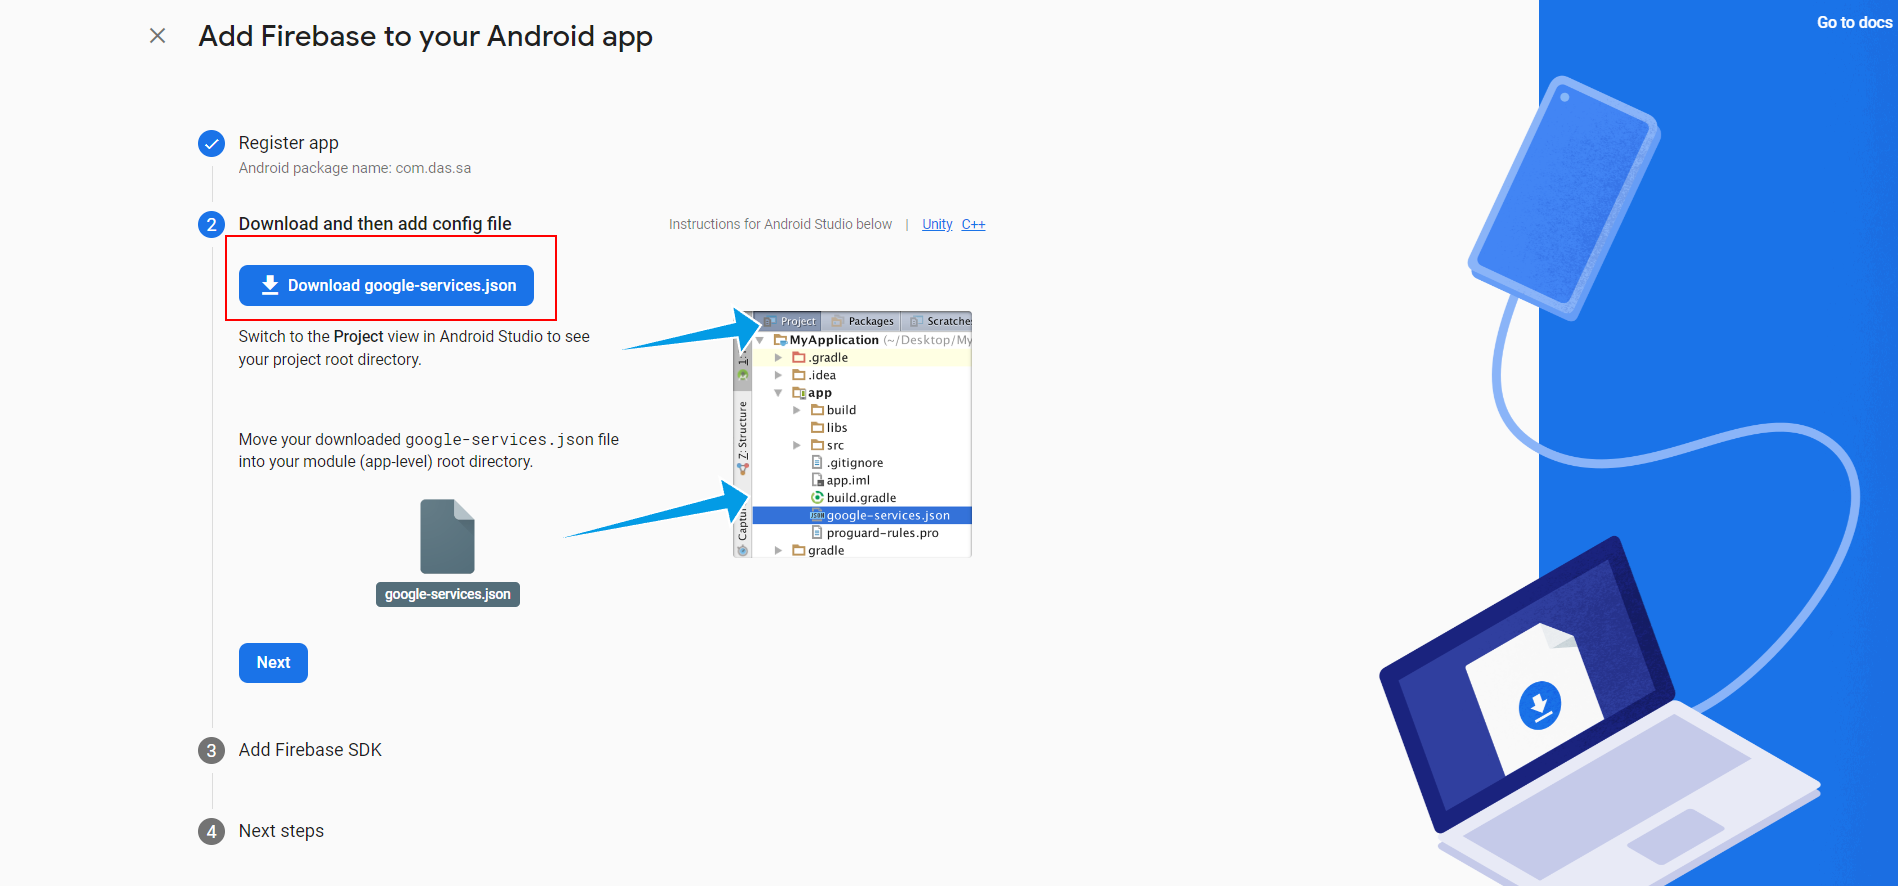 Go to docs
Add Firebase to your Android app
Register app
Android package name: com.das.sa
2 Download and then add config file
Instructions for Android Studio below | Unity C++
Download google-services.json
Switch to the Project view in Android Studio to see
your project root directory.
Move your downloaded google-services.json file
into your module (app-level) root directory.
google-services.json
Project Packages Scratche
MyApplication (~/Desktop/My
.gradle
.idea
app
build
libs
src
.gitignore
app.iml
build.gradle
JSON google-services.json
proguard-rules.pro
gradle
1:
Z: Structure
Captu
Next
3 Add Firebase SDK
4 Next steps